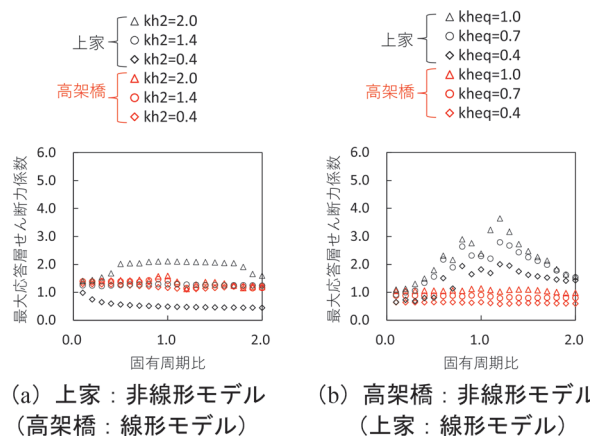 上家
△ kh2=2.0
○ kh2=1.4
◇ kh2=0.4
高架橋
△ kh2=2.0
○ kh2=1.4
◇ kh2=0.4
最大応答層せん断力係数
6.0
5.0
4.0
3.0
2.0
1.0
0.0
0.0 1.0 2.0
固有周期比
(a) 上家：非線形モデル
（高架橋：線形モデル）
上家
△ kheq=1.0
○ kheq=0.7
◇ kheq=0.4
高架橋
△ kheq=1.0
○ kheq=0.7
◇ kheq=0.4
最大応答層せん断力係数
6.0
5.0
4.0
3.0
2.0
1.0
0.0
0.0 1.0 2.0
固有周期比
(b) 高架橋：非線形モデル
（上家：線形モデル）